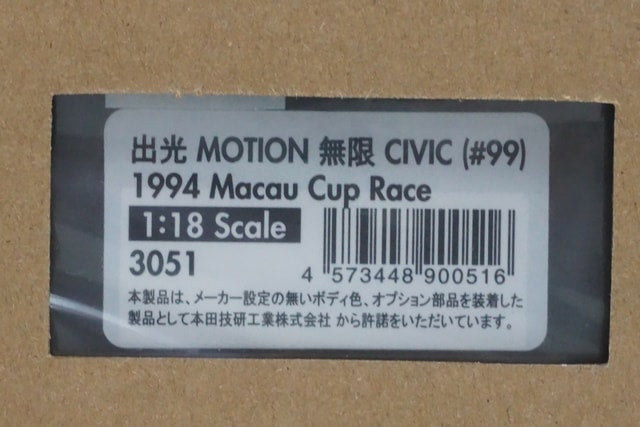 出光 MOTION 無限 CIVIC (#99)
1994 Macau Cup Race
1:18 Scale
3051
4 573448 900516
本製品は、メーカー設定の無いボディ色、オプション部品を装着した
製品として本田技研工業株式会社 から許諾をいただいています。